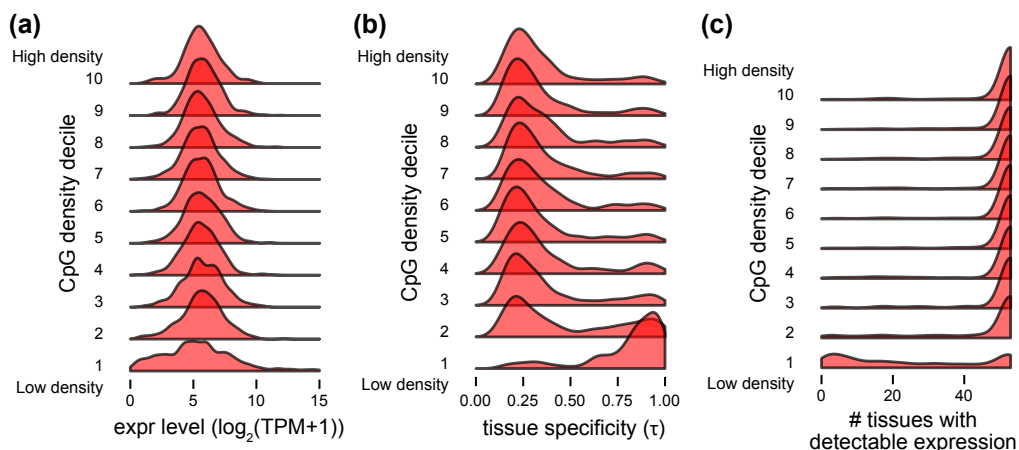 (a)
High density
10
9
8
7
6
5
4
3
2
1
Low density
CpG density decile
0 5 10 15
expr level (log2(TPM+1))
(b)
High density
10
9
8
7
6
5
4
3
2
1
Low density
CpG density decile
0.00 0.25 0.50 0.75 1.00
tissue specificity (τ)
(c)
High density
10
9
8
7
6
5
4
3
2
1
Low density
CpG density decile
0 20 40
# tissues with
detectable expression